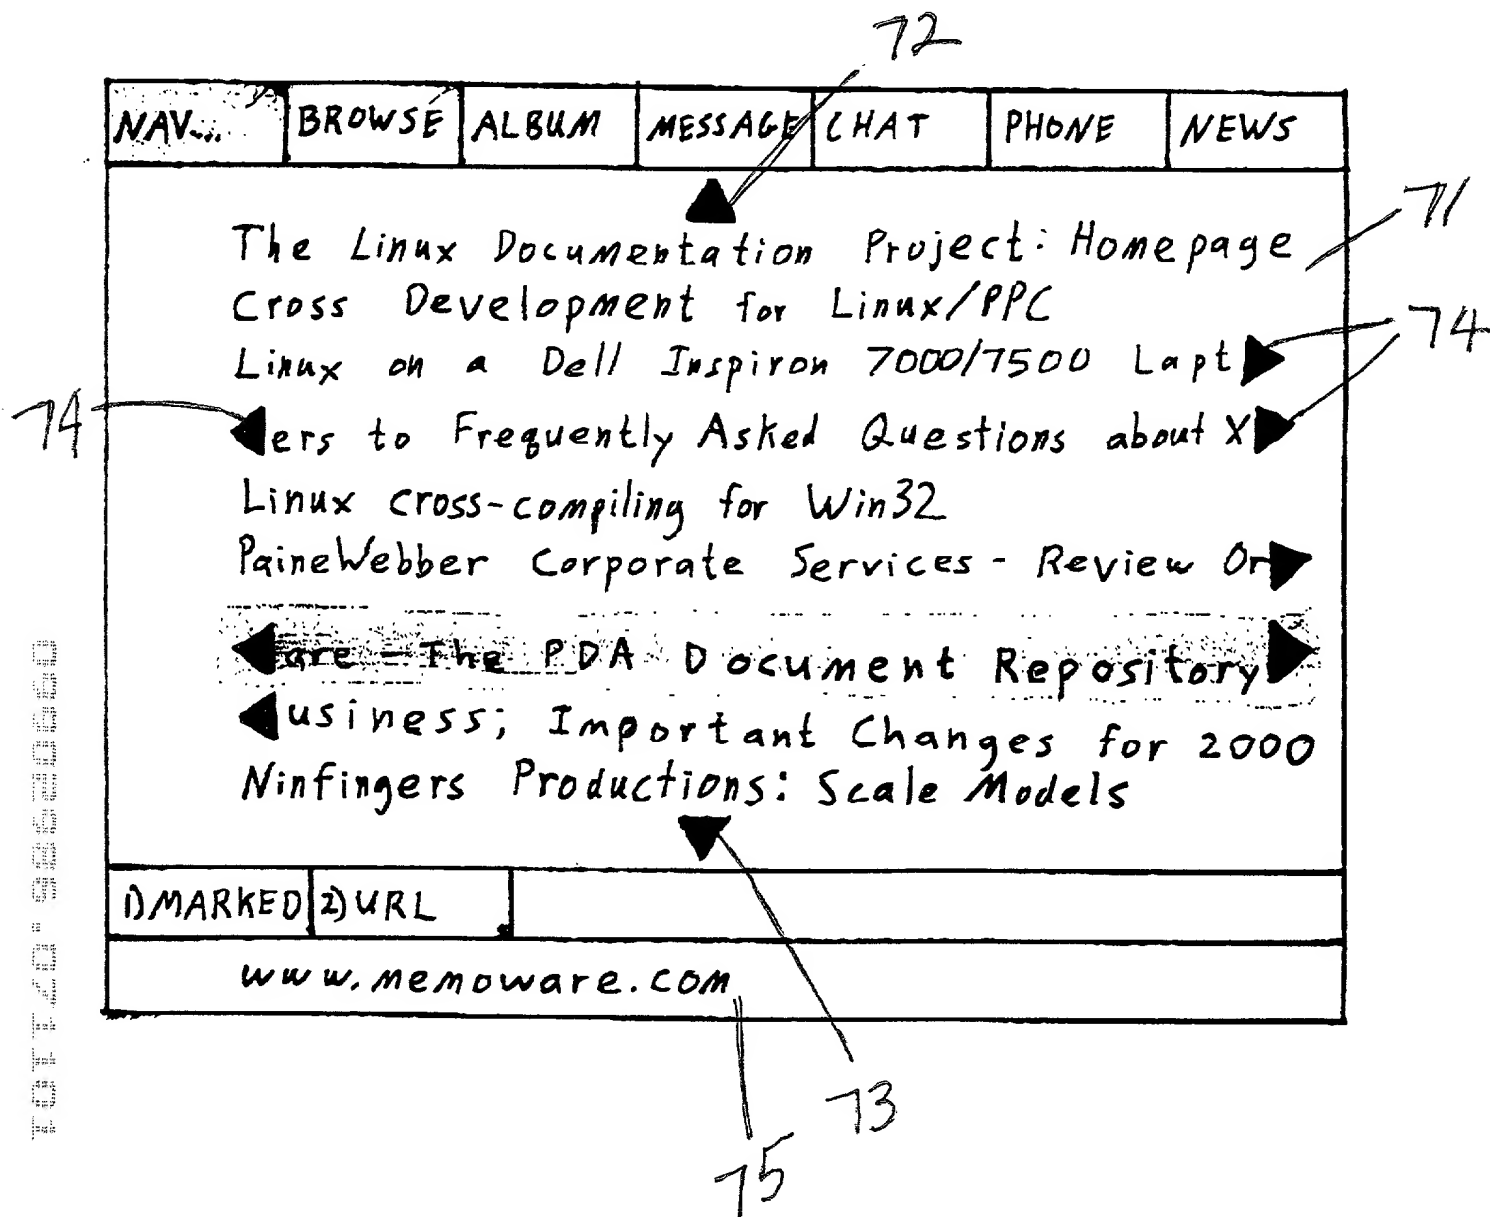 72
NAV... BROWSE ALBUM MESSAGE CHAT PHONE NEWS
71
The Linux Documentation Project: Homepage
Cross Development for Linux/PPC
74
Linux on a Dell Inspiron 7000/7500 Lapt
74
ers to Frequently Asked Questions about X
Linux cross-compiling for Win32
PaineWebber Corporate Services - Review Or
are - The PDA Document Repository
usiness; Important Changes for 2000
Ninfingers Productions: Scale Models
1)MARKED 2)URL
www.memoware.com
73
75